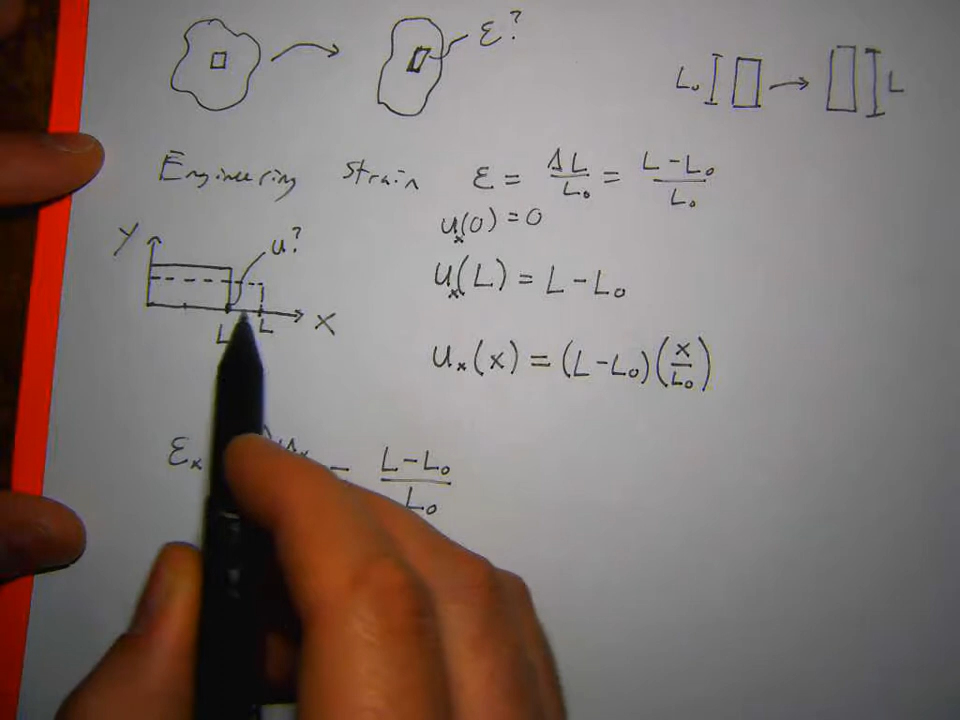 ε?
L₀ L
Engineering Strain ε = ΔL/L₀ = (L-L₀)/L₀
uₓ(0) = 0
Y u?
uₓ(L) = L-L₀
L L X
uₓ(x) = (L-L₀)(x/L₀)
εₓ = (L-L₀)/L₀